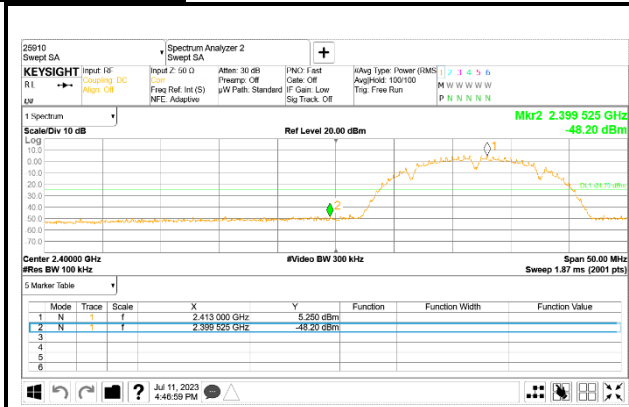 25910
Swept SA
Spectrum Analyzer 2
Swept SA
+
KEYSIGHT
R L
Input: RF
Coupling: DC
Align: Off
Input Z: 50 Ω
Corr
Freq Ref: Int (S)
NFE: Adaptive
Atten: 30 dB
Preamp: Off
µW Path: Standard
PNO: Fast
Gate: Off
IF Gain: Low
Sig Track: Off
#Avg Type: Power (RMS
Avg|Hold: 100/100
Trig: Free Run
1 2 3 4 5 6
M W W W W W
P N N N N N
1 Spectrum
Scale/Div 10 dB
Ref Level 20.00 dBm
Mkr2 2.399 525 GHz
-48.20 dBm
Log
10.0
0.00
10.0
20.0
30.0
40.0
50.0
60.0
70.0
1
2
Center 2.40000 GHz
#Res BW 100 kHz
#Video BW 300 kHz
Span 50.00 MHz
Sweep 1.87 ms (2001 pts)
5 Marker Table
Mode Trace Scale X Y Function Function Width Function Value
1 N 1 f 2.413 000 GHz 5.250 dBm
2 N 1 f 2.399 525 GHz -48.20 dBm
3
4
5
6
?
Jul 11, 2023
4:46:59 PM